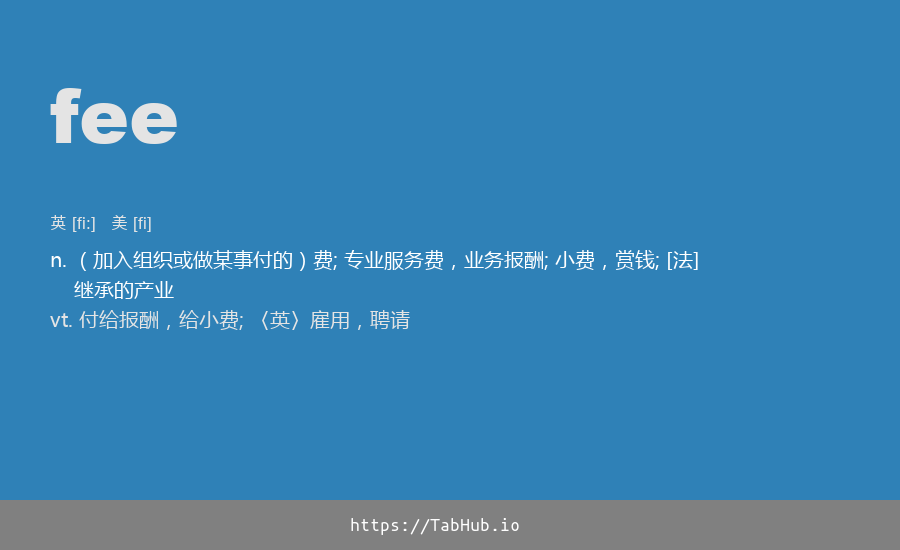 fee
英 [fiː] 美 [fi]
n. （加入组织或做某事付的）费; 专业服务费，业务报酬; 小费，赏钱; [法]
继承的产业
vt. 付给报酬，给小费; 〈英〉雇用，聘请
https://TabHub.io